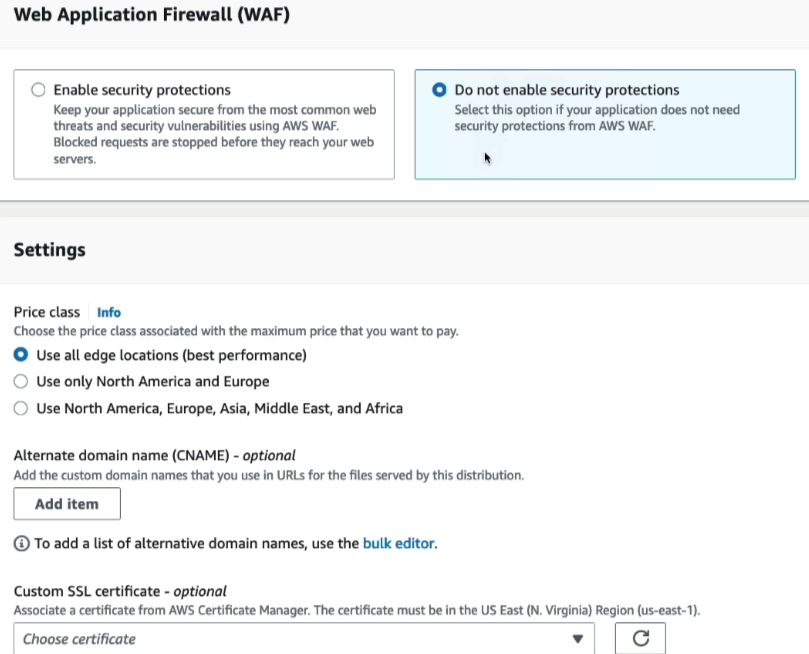 Web Application Firewall (WAF)
Enable security protections
Keep your application secure from the most common web
threats and security vulnerabilities using AWS WAF.
Blocked requests are stopped before they reach your web
servers.
Do not enable security protections
Select this option if your application does not need
security protections from AWS WAF.
Settings
Price class Info
Choose the price class associated with the maximum price that you want to pay.
Use all edge locations (best performance)
Use only North America and Europe
Use North America, Europe, Asia, Middle East, and Africa
Alternate domain name (CNAME) - optional
Add the custom domain names that you use in URLs for the files served by this distribution.
Add item
To add a list of alternative domain names, use the bulk editor.
Custom SSL certificate - optional
Associate a certificate from AWS Certificate Manager. The certificate must be in the US East (N. Virginia) Region (us-east-1).
Choose certificate